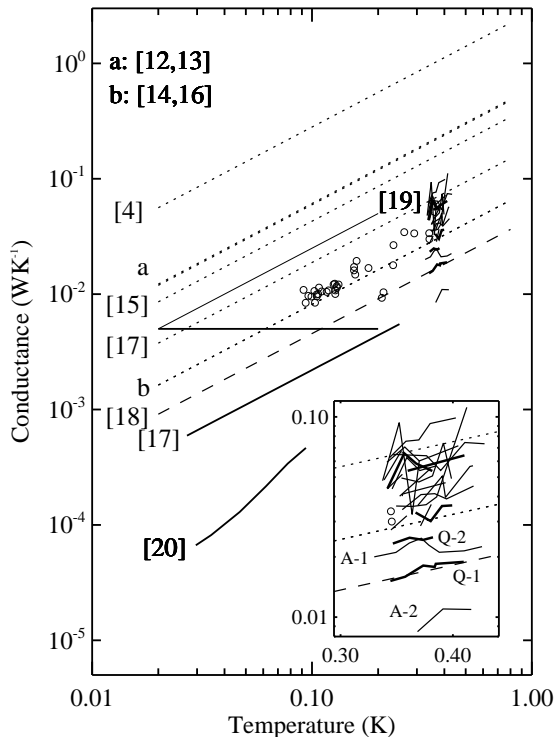 a: [12,13]
b: [14,16]
10⁰
10⁻¹
10⁻²
10⁻³
10⁻⁴
10⁻⁵
Conductance (WK⁻¹)
[4]
[19]
a
[15]
[17]
b
[18]
[17]
[20]
0.10
0.01
A-1
Q-2
Q-1
A-2
0.30 0.40
0.01 0.10 1.00
Temperature (K)